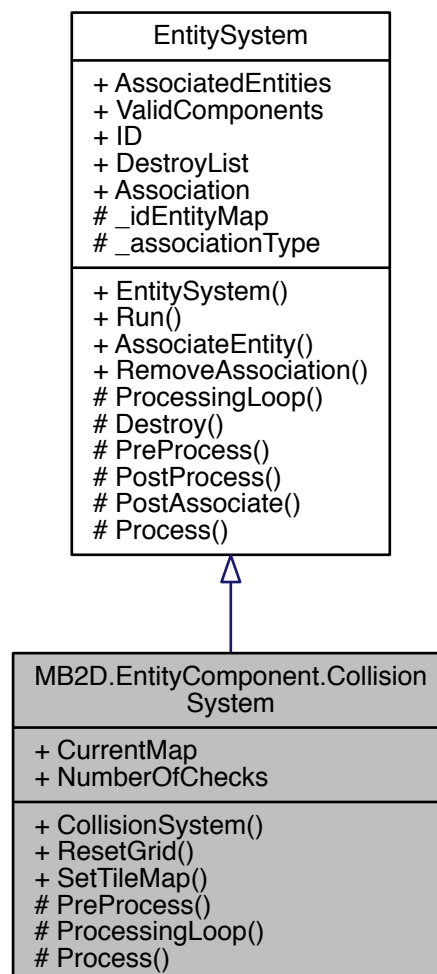 EntitySystem
+ AssociatedEntities
+ ValidComponents
+ ID
+ DestroyList
+ Association
# _idEntityMap
# _associationType
+ EntitySystem()
+ Run()
+ AssociateEntity()
+ RemoveAssociation()
# ProcessingLoop()
# Destroy()
# PreProcess()
# PostProcess()
# PostAssociate()
# Process()
MB2D.EntityComponent.Collision
System
+ CurrentMap
+ NumberOfChecks
+ CollisionSystem()
+ ResetGrid()
+ SetTileMap()
# PreProcess()
# ProcessingLoop()
# Process()